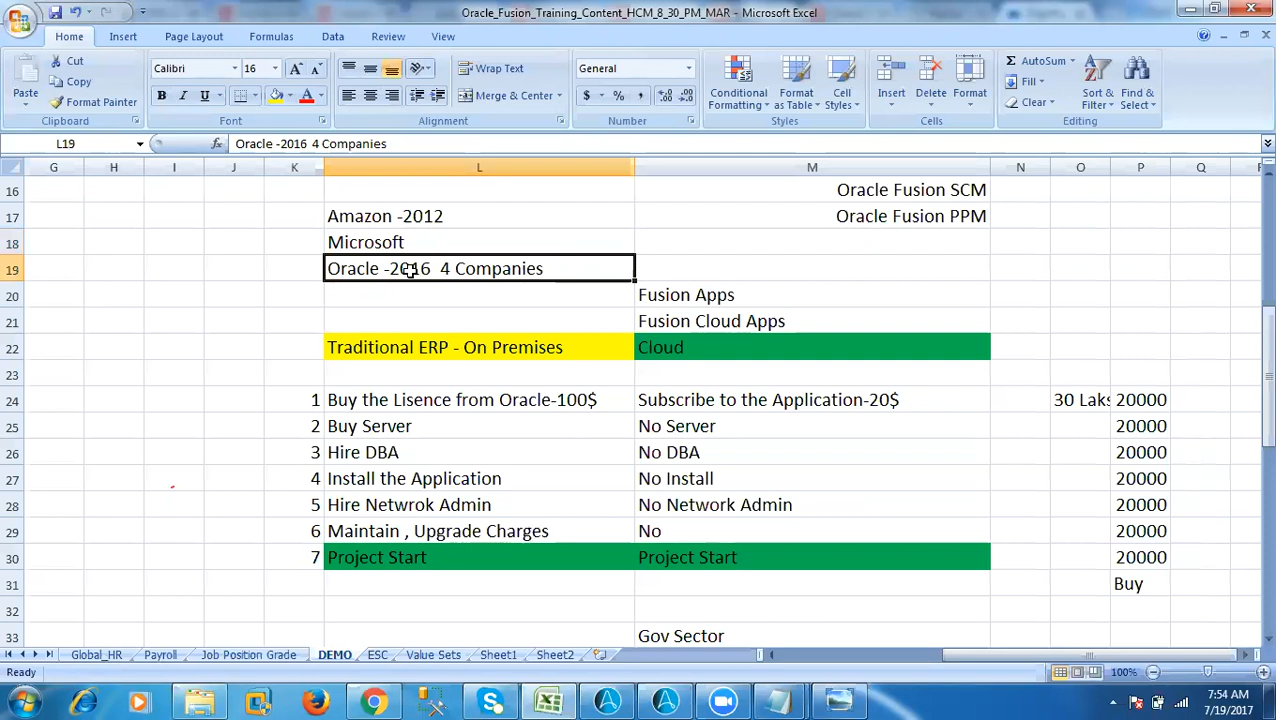 Oracle_Fusion_Training_Content_HCM_8_30_PM_MAR - Microsoft Excel
Home Insert Page Layout Formulas Data Review View
Cut
Copy
Format Painter
Paste
Clipboard
Calibri 16
B I U
Font
Wrap Text
Merge & Center
Alignment
General
$ % ,
Number
Conditional Formatting
Format as Table
Cell Styles
Styles
Insert Delete Format
Cells
Σ AutoSum
Fill
Clear
Sort & Filter
Find & Select
Editing
L19 fx Oracle -2016 4 Companies
G H I J K L M N O P Q
16 Oracle Fusion SCM
17 Amazon -2012 Oracle Fusion PPM
18 Microsoft
19 Oracle -2016 4 Companies
20 Fusion Apps
21 Fusion Cloud Apps
22 Traditional ERP - On Premises Cloud
23
24 1 Buy the Lisence from Oracle-100$ Subscribe to the Application-20$ 30 Laks 20000
25 2 Buy Server No Server 20000
26 3 Hire DBA No DBA 20000
27 4 Install the Application No Install 20000
28 5 Hire Netwrok Admin No Network Admin 20000
29 6 Maintain , Upgrade Charges No 20000
30 7 Project Start Project Start 20000
31 Buy
32
33 Gov Sector
Global_HR Payroll Job Position Grade DEMO ESC Value Sets Sheet1 Sheet2
Ready 100%
7:54 AM
7/19/2017